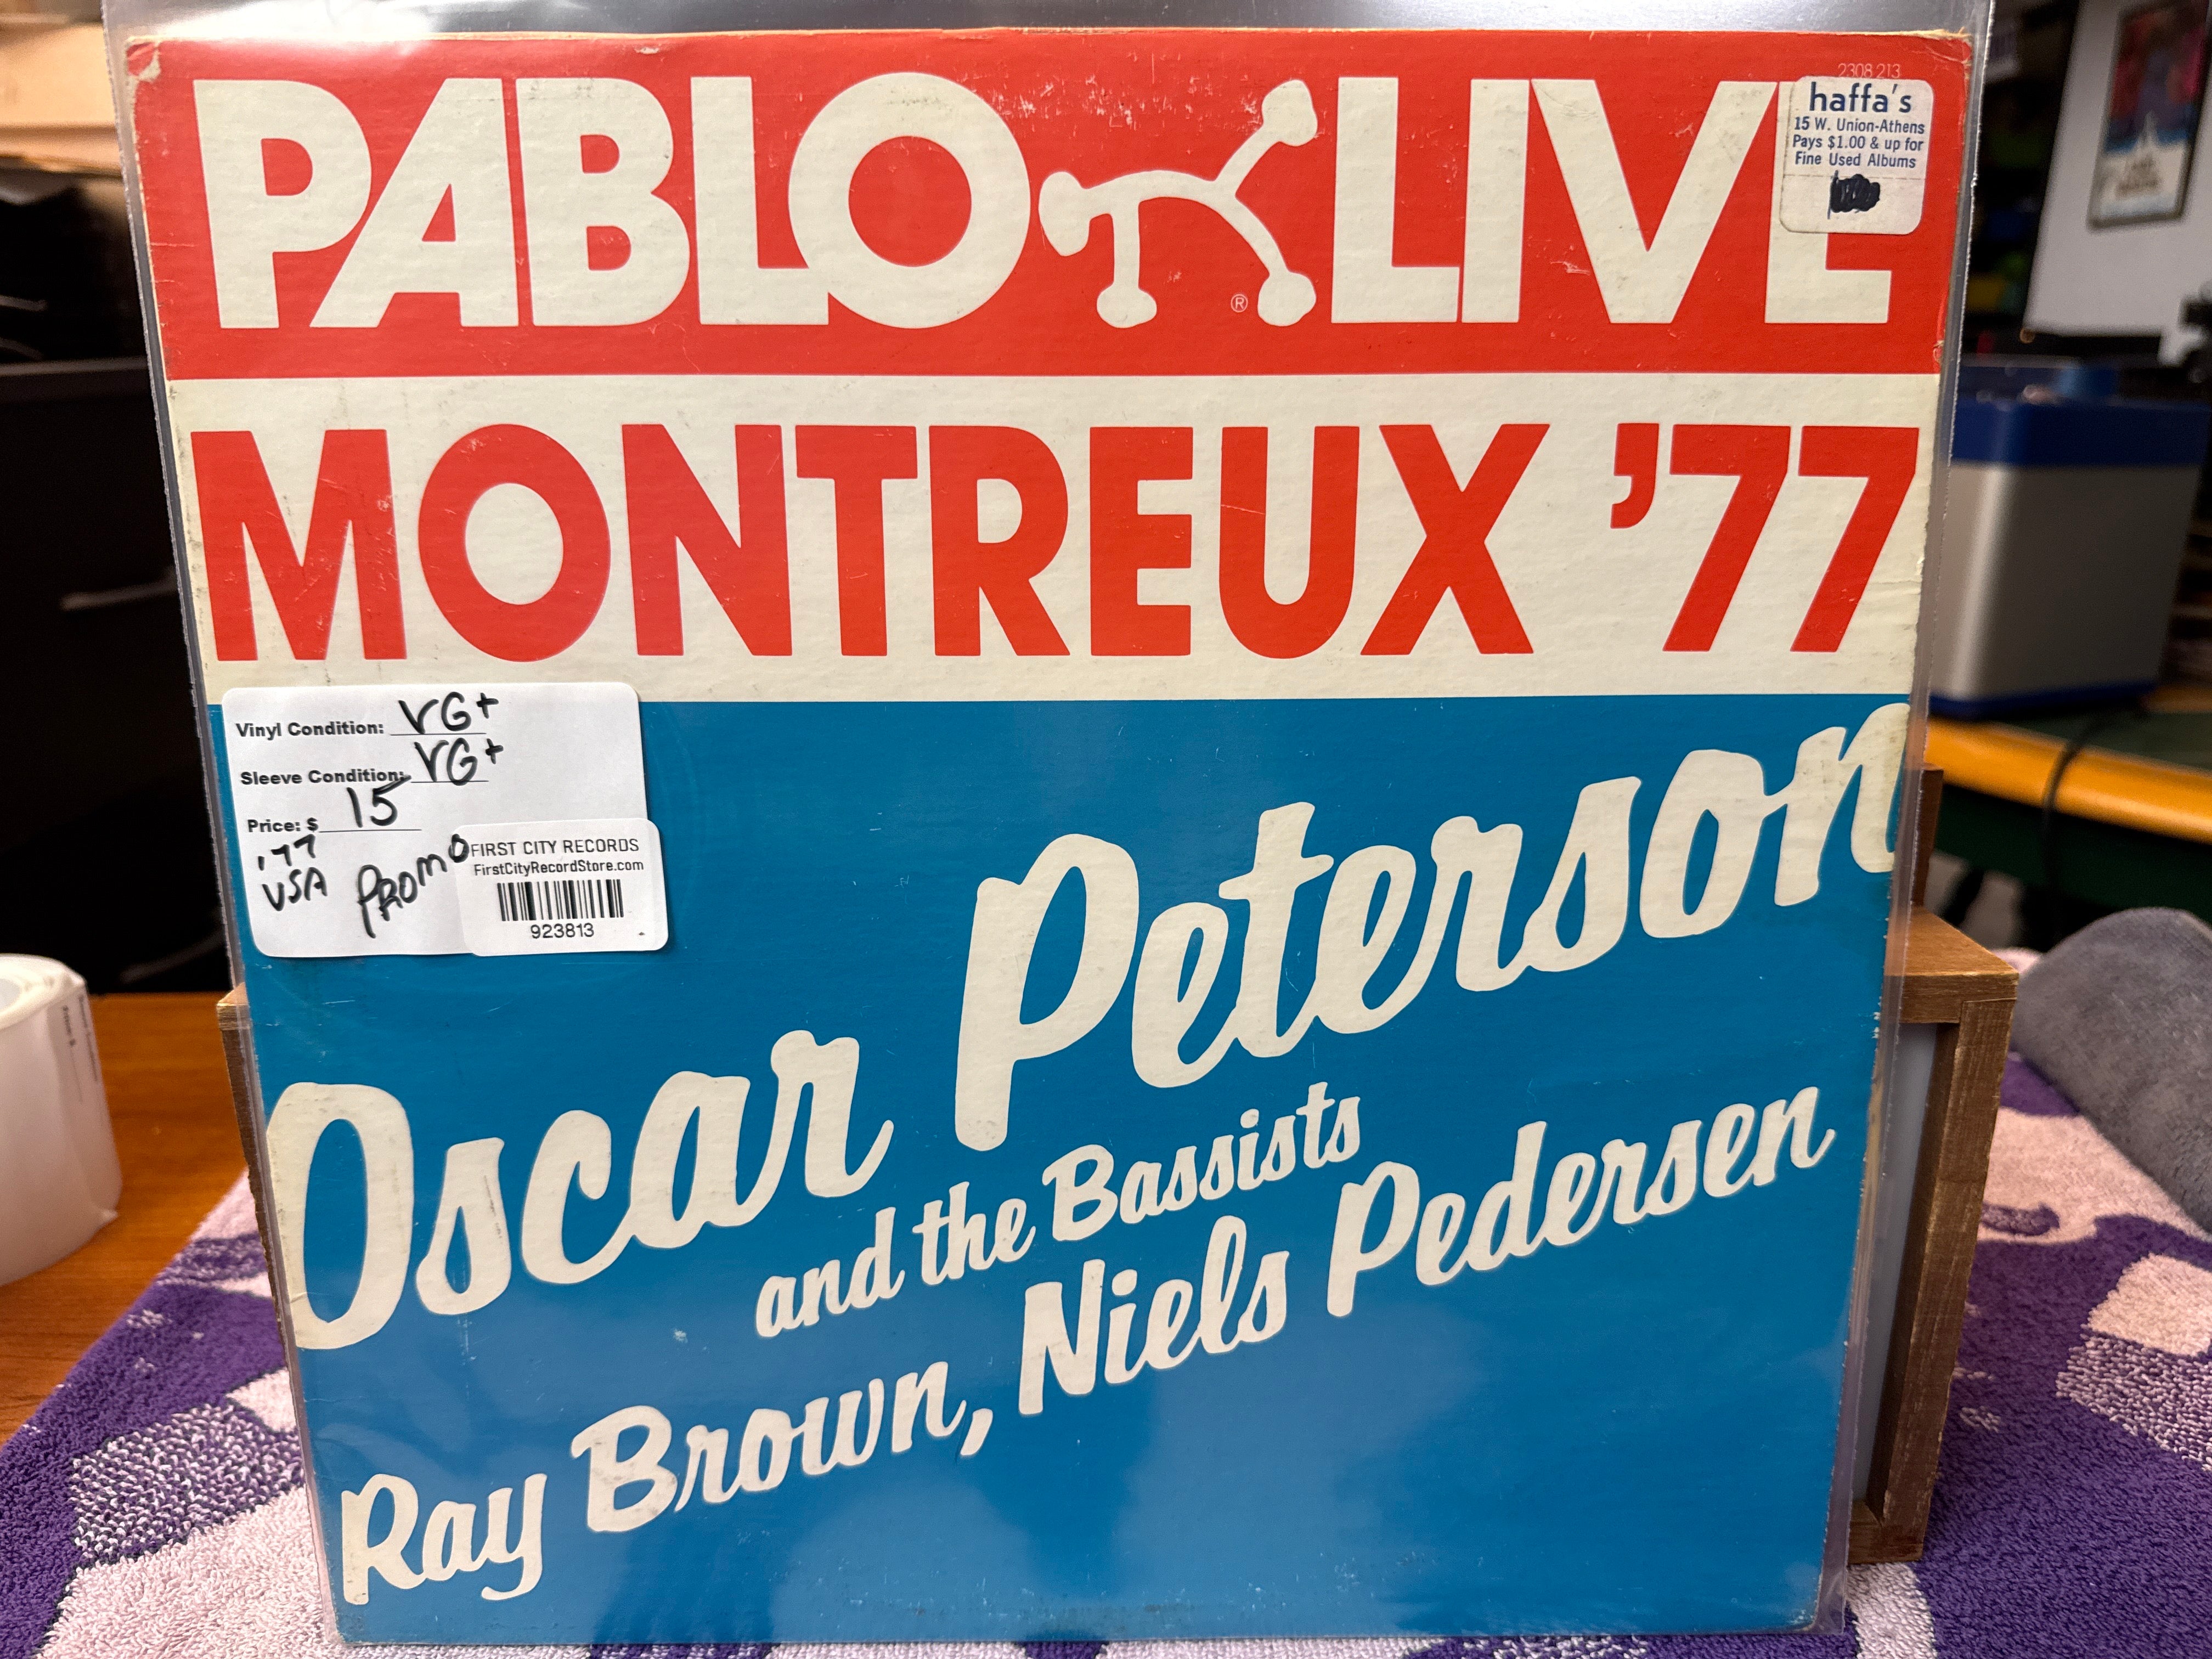 PABLO LIVE
®
2308 213
haffa's
15 W. Union-Athens
Pays $1.00 & up for
Fine Used Albums
MONTREUX '77
Vinyl Condition: VG+
Sleeve Condition: VG+
Price: $ 15
'77
USA
PROMO
FIRST CITY RECORDS
FirstCityRecordStore.com
923813
Oscar Peterson
and the Bassists
Ray Brown, Niels Pedersen